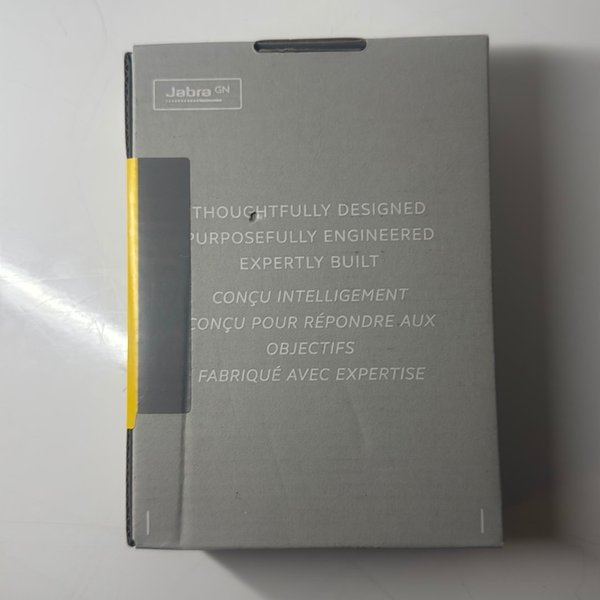 Jabra GN
THOUGHTFULLY DESIGNED
PURPOSEFULLY ENGINEERED
EXPERTLY BUILT
CONÇU INTELLIGEMENT
CONÇU POUR RÉPONDRE AUX
OBJECTIFS
FABRIQUÉ AVEC EXPERTISE